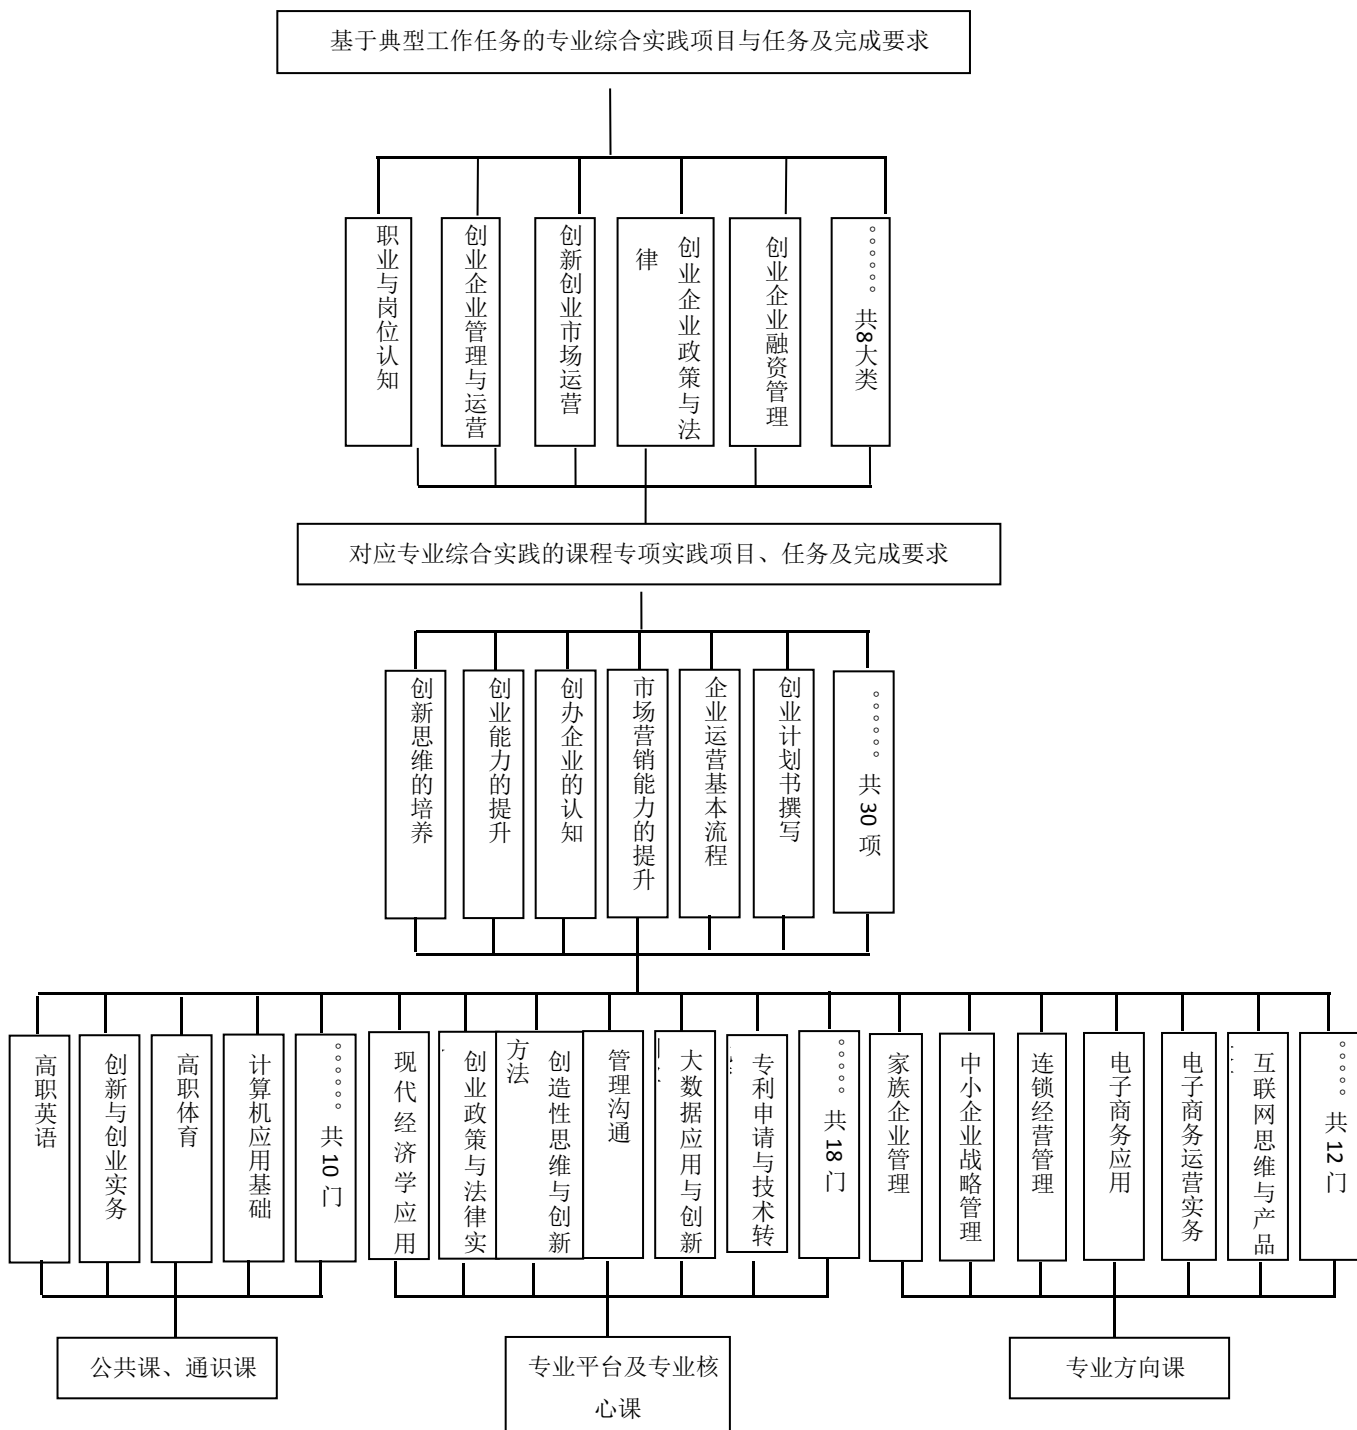 基于典型工作任务的专业综合实践项目与任务及完成要求
职业与岗位认知
创业企业管理与运营
创新创业市场运营
创业企业政策与法
律
创业企业融资管理
。。。。。。共8大类
对应专业综合实践的课程专项实践项目、任务及完成要求
创新思维的培养
创业能力的提升
创办企业的认知
市场营销能力的提升
企业运营基本流程
创业计划书撰写
。。。。。。共 30 项
高职英语
创新与创业实务
高职体育
计算机应用基础
。。。。。。共 10 门
现代经济学应用
创业政策与法律实
创造性思维与创新
方法
管理沟通
大数据应用与创新
专利申请与技术转
。。。。。共 18 门
家族企业管理
中小企业战略管理
连锁经营管理
电子商务应用
电子商务运营实务
互联网思维与产品
。。。。。共 12 门
公共课、通识课
专业平台及专业核
心课
专业方向课